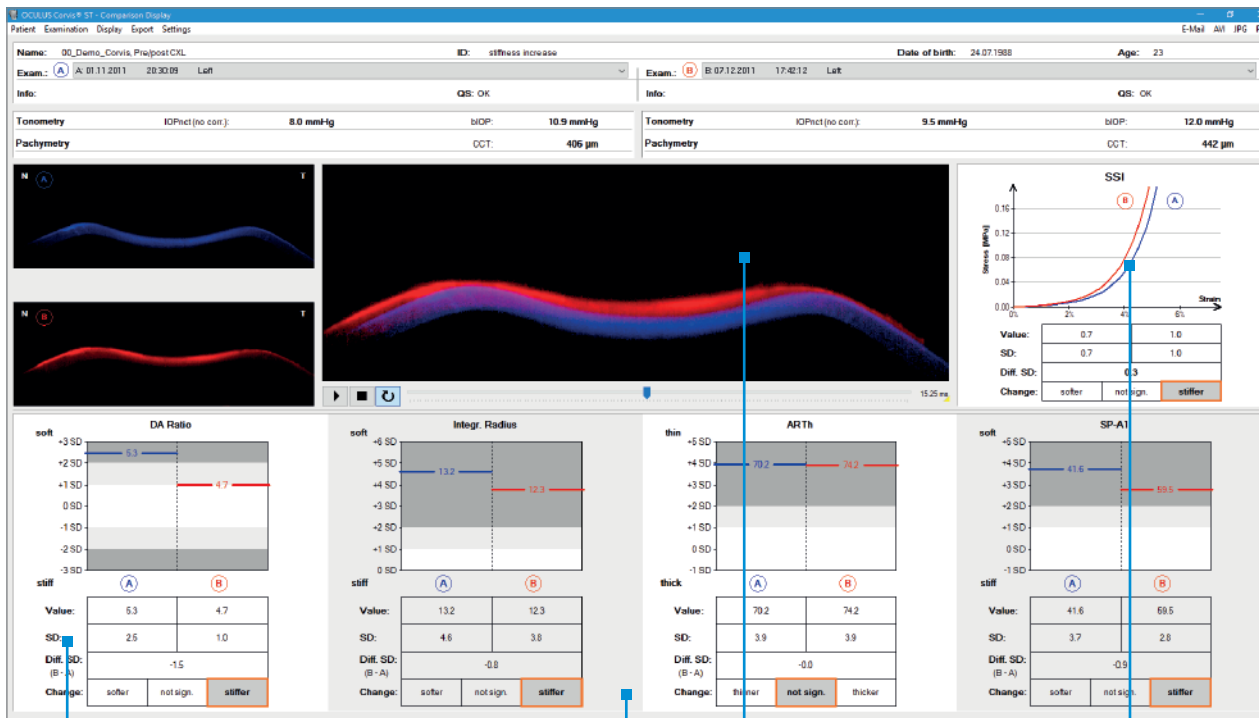 OCULUS Corvis® ST - Comparison Display
Patient Examination Display Export Settings E-Mail AVI JPG
Name: 00_Demo_Corvis, Pre/post CXL ID: stiffness increase Date of birth: 24.07.1988 Age: 23
Exam.: A A: 01.11.2011 20:30:09 Left Exam.: B B: 07.12.2011 17:42:12 Left
Info: QS: OK Info: QS: OK
Tonometry IOPnct (no corr.): 8.0 mmHg bIOP: 10.9 mmHg Tonometry IOPnct (no corr.): 9.5 mmHg bIOP: 12.0 mmHg
Pachymetry CCT: 406 µm Pachymetry CCT: 442 µm
N A T
N B T
15.25 ms
SSI
B A
Stress [MPa]
0.16
0.12
0.08
0.04
0.00
Strain
0% 2% 4% 6%
Value: 0.7 1.0
SD: 0.7 1.0
Diff. SD: 0.3
Change: softer not sign. stiffer
DA Ratio
soft
+3 SD
+2 SD
+1 SD
0 SD
-1 SD
-2 SD
-3 SD
5.3
4.7
stiff A B
Value: 5.3 4.7
SD: 2.5 1.0
Diff. SD: -1.5
(B - A)
Change: softer not sign. stiffer
Integr. Radius
soft
+6 SD
+5 SD
+4 SD
+3 SD
+2 SD
+1 SD
0 SD
13.2
12.3
stiff A B
Value: 13.2 12.3
SD: 4.6 3.8
Diff. SD: -0.8
(B - A)
Change: softer not sign. stiffer
ARTh
thin
+5 SD
+4 SD
+3 SD
+2 SD
+1 SD
0 SD
-1 SD
70.2
74.2
thick A B
Value: 70.2 74.2
SD: 3.9 3.9
Diff. SD: -0.0
(B - A)
Change: thinner not sign. thicker
SP-A1
soft
+5 SD
+4 SD
+3 SD
+2 SD
+1 SD
0 SD
-1 SD
41.6
59.5
stiff A B
Value: 41.6 59.5
SD: 3.7 2.8
Diff. SD: -0.9
(B - A)
Change: softer not sign. stiffer